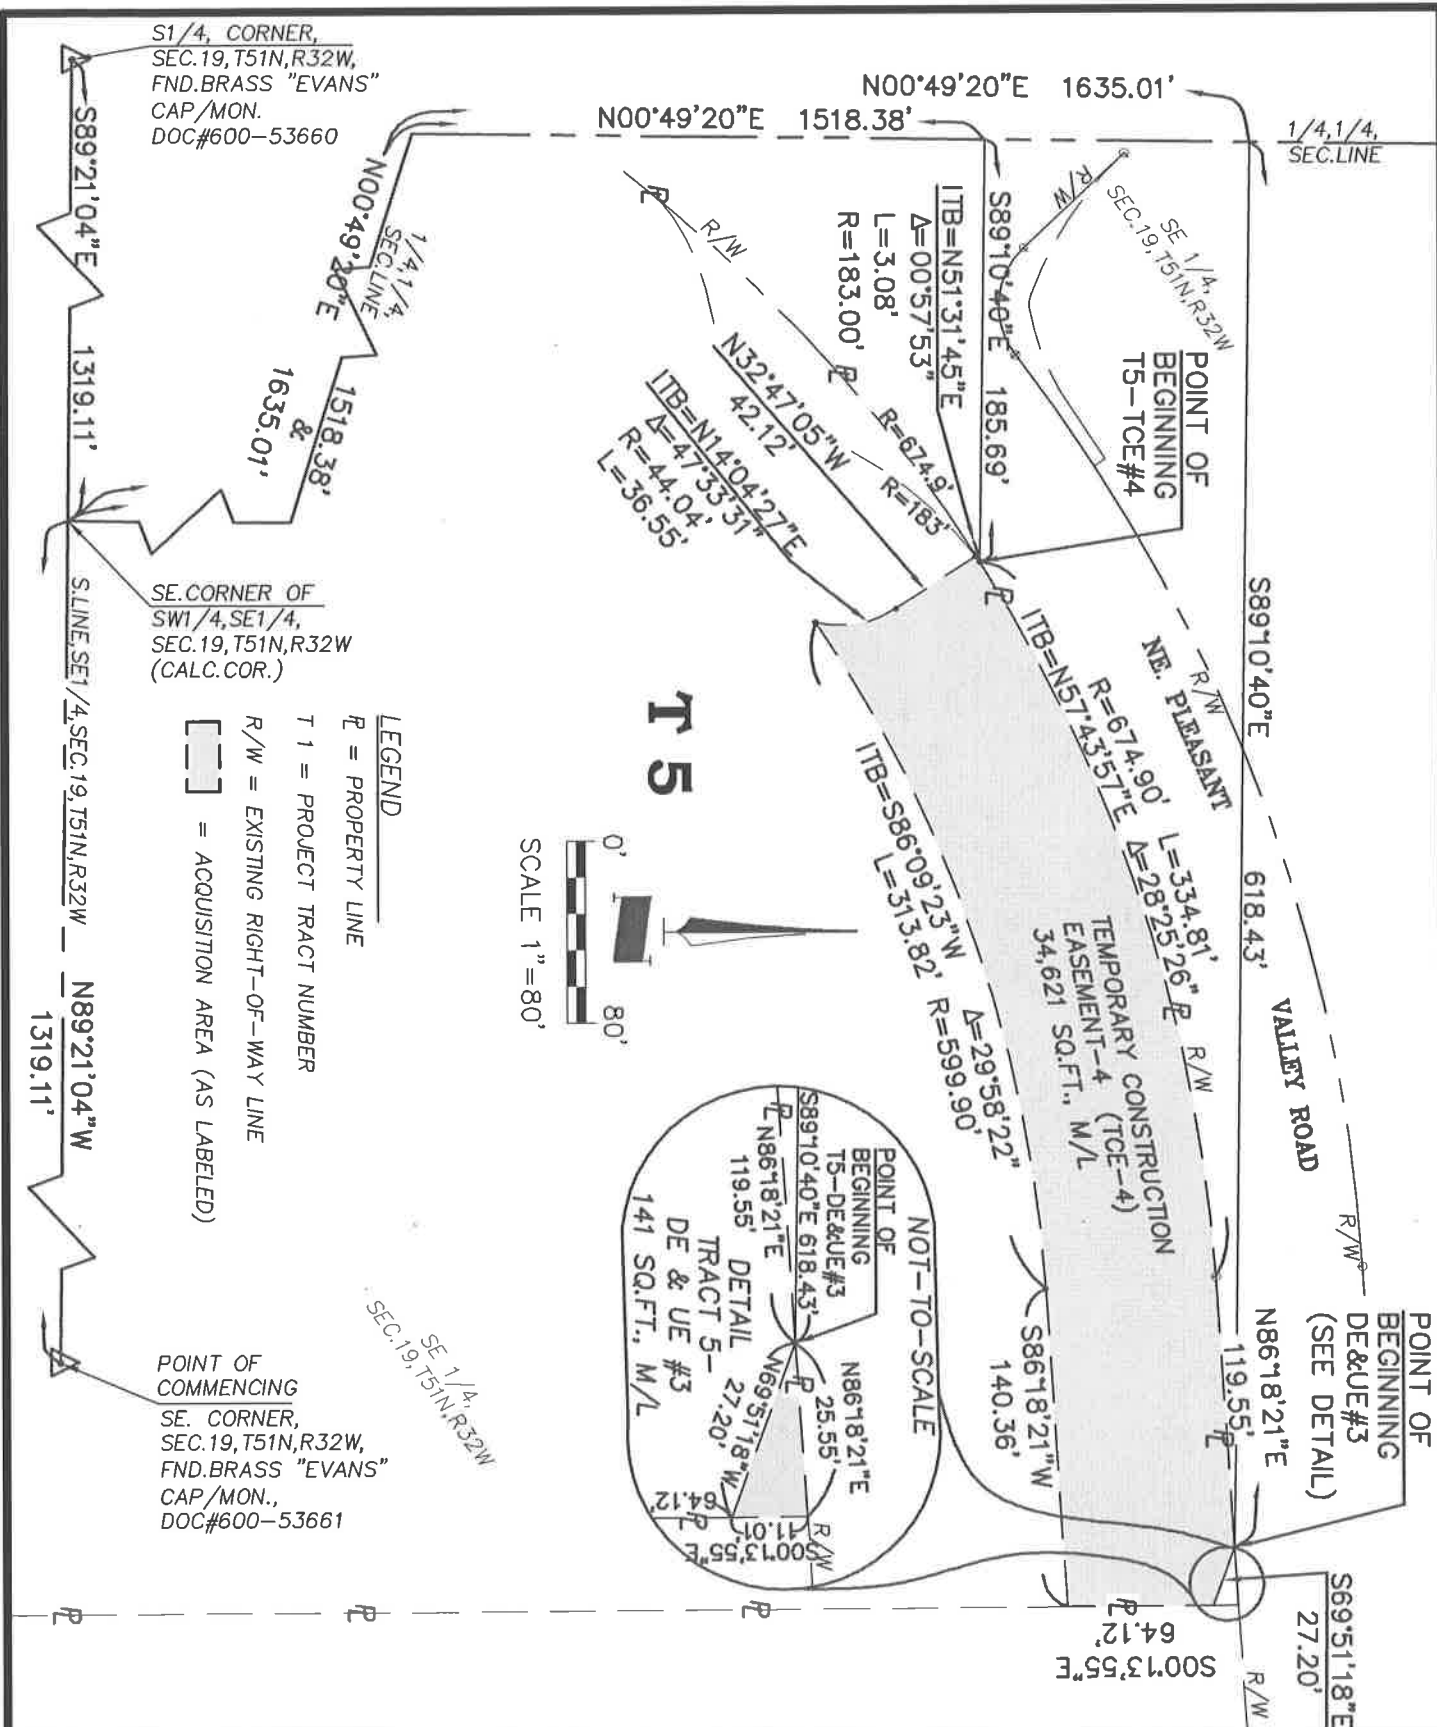 S1/4, CORNER,
SEC.19,T51N,R32W,
FND.BRASS "EVANS"
CAP/MON.
DOC#600-53660
N00°49'20"E 1635.01'
N00°49'20"E 1518.38'
1/4,1/4,
SEC.LINE
S89°21'04"E 1319.11'
N00°49'20"E
1/4,1/4,
SEC.LINE
1518.38'
&
1635.01'
SE.CORNER OF
SW1/4,SE1/4,
SEC.19,T51N,R32W
(CALC.COR.)
S.LINE,SE1/4,SEC.19,T51N,R32W
N89°21'04"W
1319.11'
POINT OF
COMMENCING
SE. CORNER,
SEC.19,T51N,R32W,
FND.BRASS "EVANS"
CAP/MON.,
DOC#600-53661
SE 1/4,
SEC.19,T51N,R32W
R/W
SE 1/4,
SEC.19,T51N,R32W
S89°10'40"E 185.69'
ITB=N51°31'45"E
Δ=00°57'53"
L=3.08'
R=183.00'
PL
R/W
PL
N32°47'05"W
42.12'
ITB=N14°04'27"E
Δ=47°33'31"
R=44.04'
L=36.55'
R=674.9'
R=183'
POINT OF
BEGINNING
T5-TCE#4
PL
S89°10'40"E 618.43'
R/W
NE. PLEASANT
VALLEY ROAD
R/W
R=674.90' L=334.81'
ITB=N57°43'57"E Δ=28°25'26"
PL
R/W
TEMPORARY CONSTRUCTION
EASEMENT-4 (TCE-4)
34,621 SQ.FT., M/L
ITB=S86°09'23"W Δ=29°58'22"
L=313.82' R=599.90'
T 5
0' 80'
SCALE 1"=80'
LEGEND
PL = PROPERTY LINE
T 1 = PROJECT TRACT NUMBER
R/W = EXISTING RIGHT-OF-WAY LINE
= ACQUISITION AREA (AS LABELED)
S86°18'21"W
140.36'
N86°18'21"E
119.55'
PL
POINT OF
BEGINNING
DE&UE#3
(SEE DETAIL)
S69°51'18"E
27.20'
R/W
S00°13'55"E
64.12'
PL
PL
PL
PL
NOT-TO-SCALE
POINT OF
BEGINNING
T5-DE&UE#3
S89°10'40"E 618.43'
PL
N86°18'21"E
119.55'
N86°18'21"E
25.55'
PL
N69°51'18"W
27.20'
DETAIL
TRACT 5-
DE & UE #3
141 SQ.FT., M/L
R/W
S00°13'55"E
11.01'
64.12'
PL